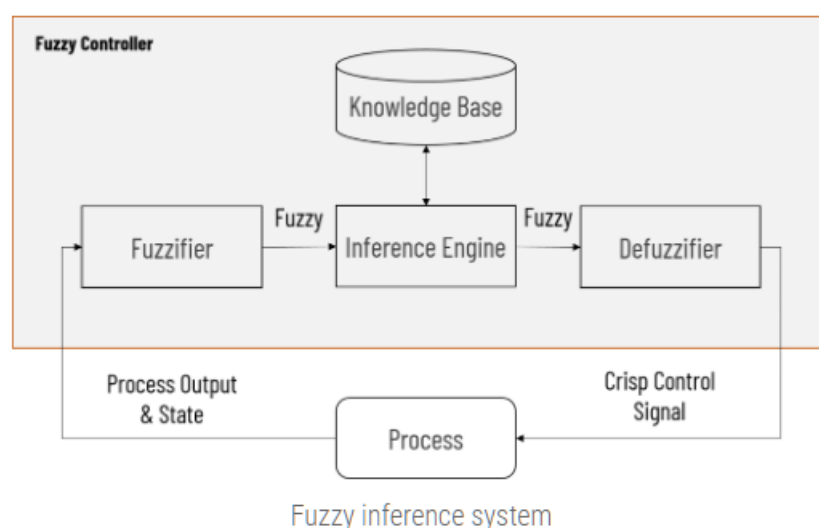 Fuzzy Controller
Knowledge Base
Fuzzifier
Fuzzy
Inference Engine
Fuzzy
Defuzzifier
Process Output
& State
Crisp Control
Signal
Process
Fuzzy inference system